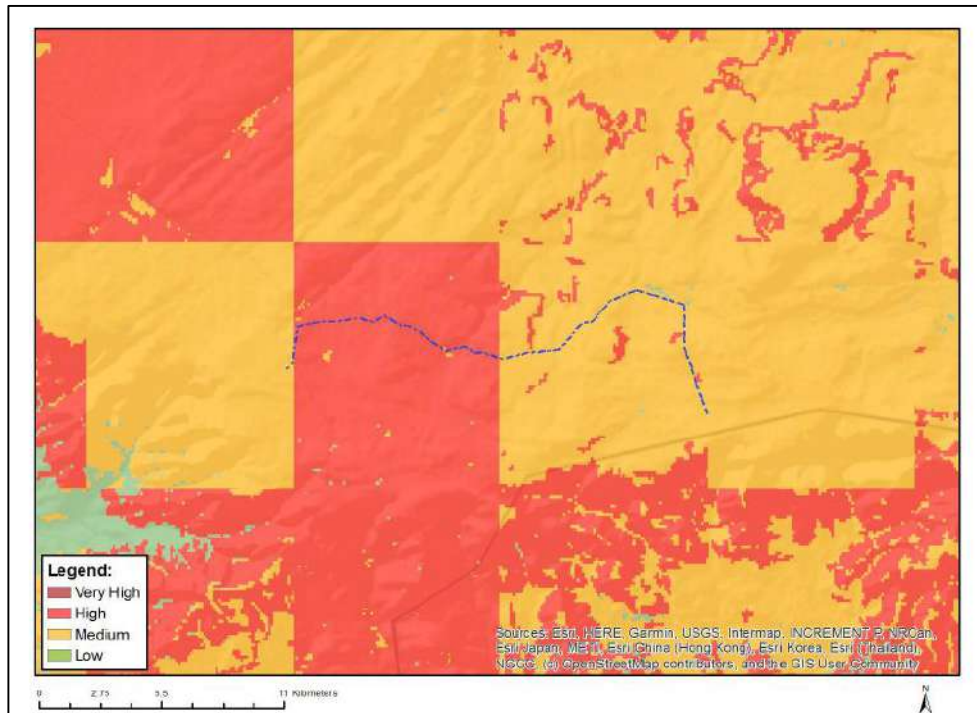 Legend:
Very High
High
Medium
Low
Sources: Esri, HERE, Garmin, USGS, Intermap, INCREMENT P, NRCan,
Esri Japan, METI, Esri China (Hong Kong), Esri Korea, Esri (Thailand),
NGCC, (c) OpenStreetMap contributors, and the GIS User Community
0 2.75 5.5 11 Kilometers
N